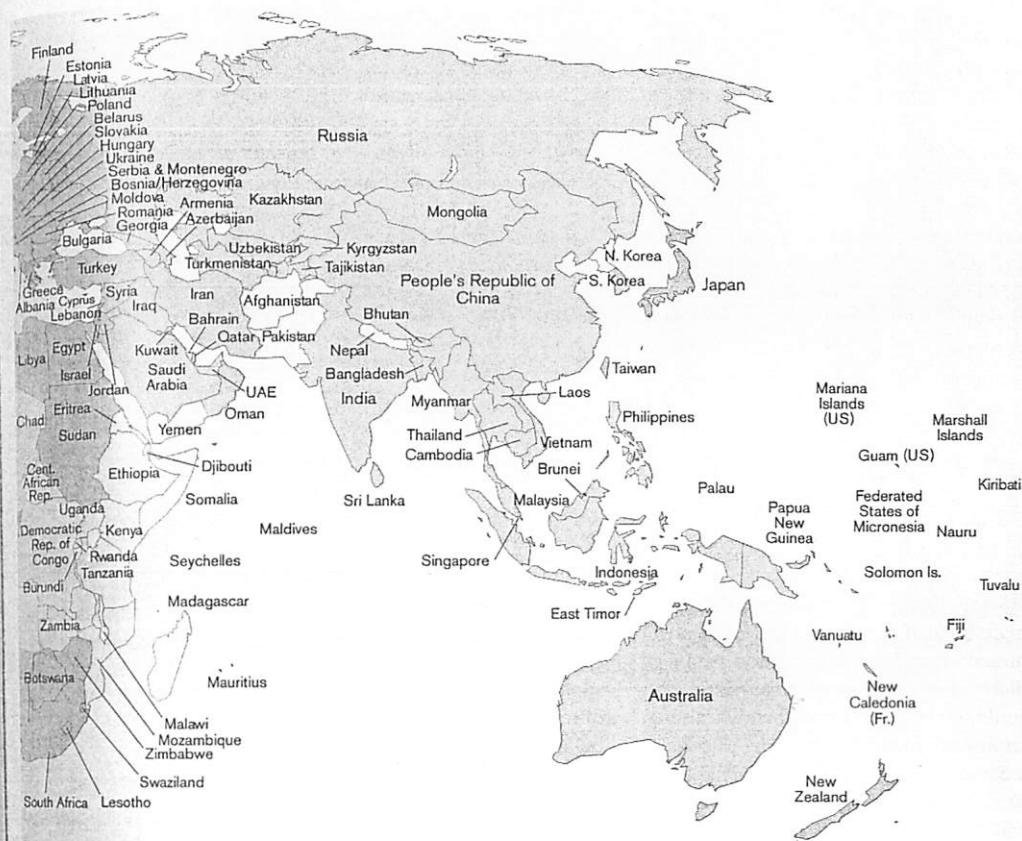 Finland
Estonia
Latvia
Lithuania
Poland
Belarus
Slovakia
Hungary
Ukraine
Serbia & Montenegro
Bosnia/Herzegovina
Moldova
Armenia
Romania
Azerbaijan
Georgia
Bulgaria
Russia
Kazakhstan
Mongolia
Uzbekistan
Kyrgyzstan
Turkmenistan
Tajikistan
Turkey
N. Korea
S. Korea
Japan
People's Republic of
China
Greece
Albania
Cyprus
Lebanon
Syria
Iraq
Iran
Afghanistan
Bahrain
Bhutan
Qatar
Pakistan
Libya
Egypt
Kuwait
Nepal
Israel
Saudi
Arabia
Bangladesh
Taiwan
Jordan
UAE
India
Myanmar
Laos
Mariana
Islands
(US)
Chad
Eritrea
Oman
Philippines
Marshall
Islands
Sudan
Yemen
Thailand
Vietnam
Cambodia
Guam (US)
Djibouti
Ethiopia
Brunei
Cent.
African
Rep.
Somalia
Sri Lanka
Malaysia
Palau
Kiribati
Federated
States of
Micronesia
Uganda
Papua
New
Guinea
Democratic
Rep. of
Congo
Kenya
Maldives
Nauru
Rwanda
Singapore
Seychelles
Tanzania
Indonesia
Solomon Is.
Burundi
Tuvalu
Madagascar
East Timor
Zambia
Vanuatu
Fiji
Botswana
Mauritius
Australia
New
Caledonia
(Fr.)
Malawi
Mozambique
Zimbabwe
Swaziland
New
Zealand
South Africa
Lesotho